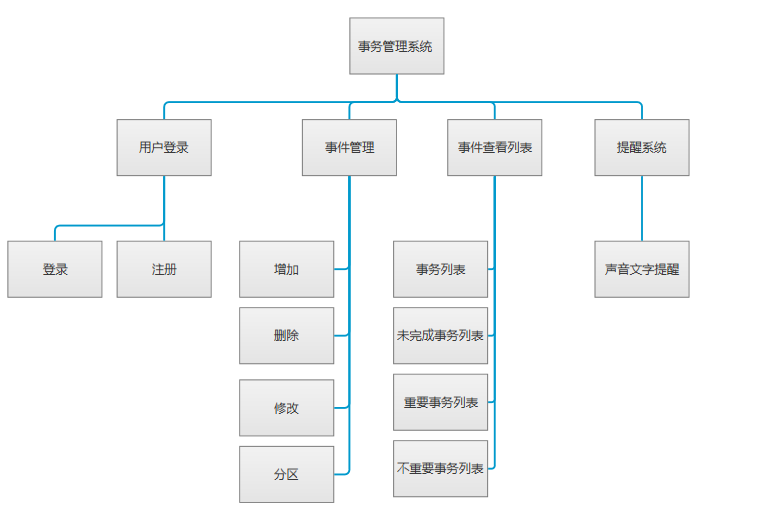 事务管理系统
用户登录
事件管理
事件查看列表
提醒系统
登录
注册
增加
事务列表
声音文字提醒
删除
未完成事务列表
修改
重要事务列表
分区
不重要事务列表